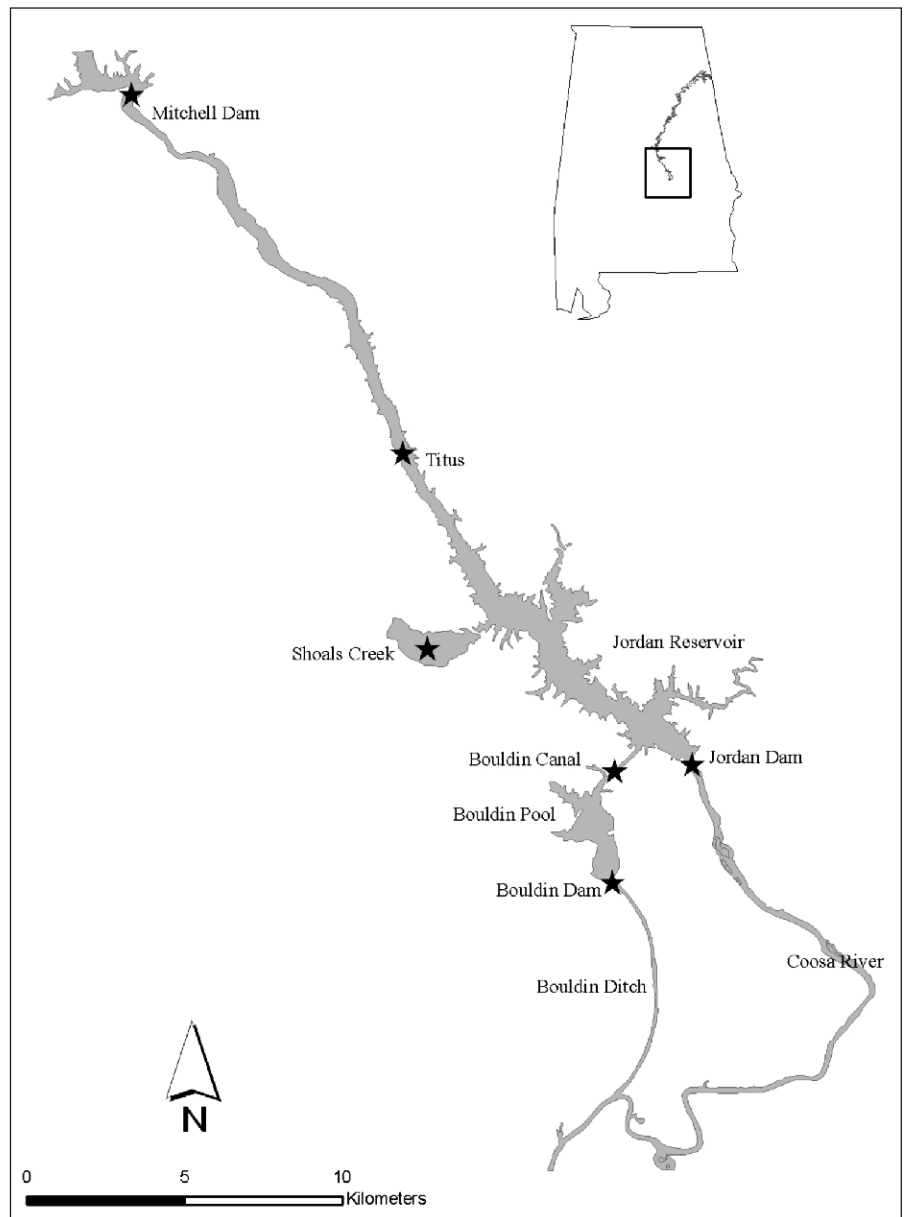 Mitchell Dam
Titus
Shoals Creek
Jordan Reservoir
Bouldin Canal
Jordan Dam
Bouldin Pool
Bouldin Dam
Coosa River
Bouldin Ditch
N
0 5 10
Kilometers